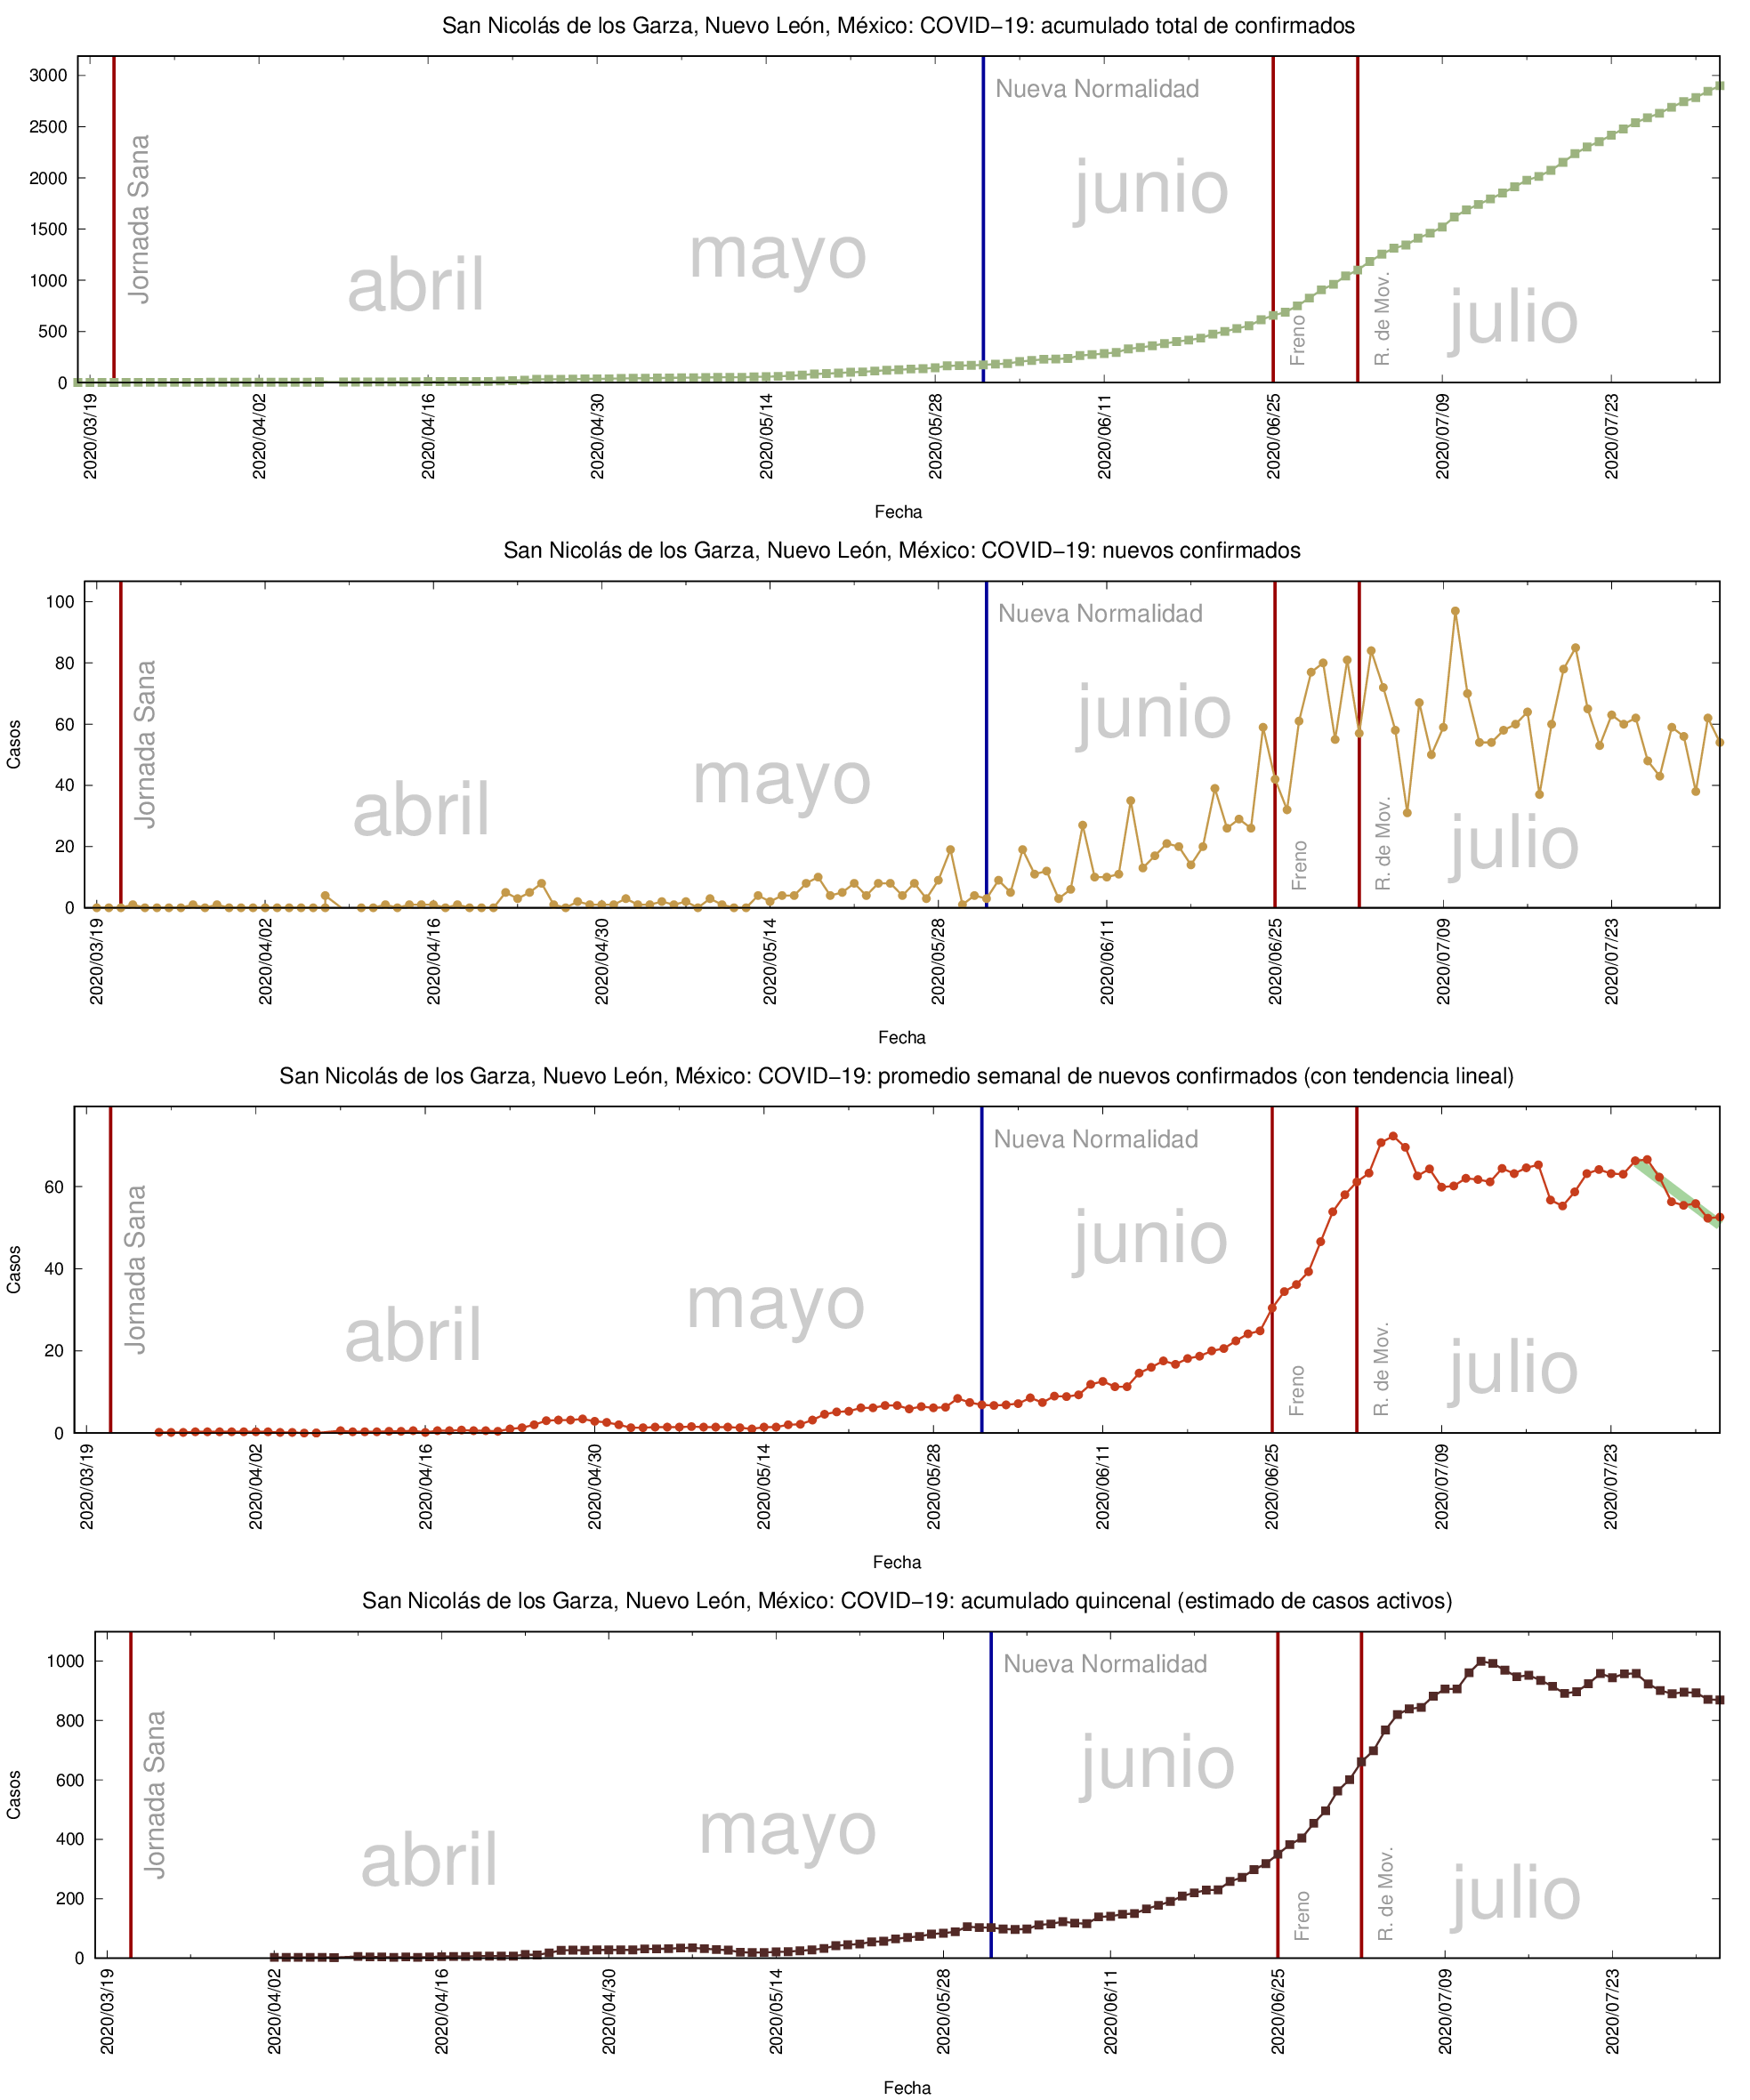 San Nicolás de los Garza, Nuevo León, México: COVID−19: acumulado total de confirmados
3000
2500
2000
1500
1000
500
0
Jornada Sana
abril
mayo
Nueva Normalidad
junio
Freno
R. de Mov.
julio
2020/03/19 2020/04/02 2020/04/16 2020/04/30 2020/05/14 2020/05/28 2020/06/11 2020/06/25 2020/07/09 2020/07/23
Fecha
San Nicolás de los Garza, Nuevo León, México: COVID−19: nuevos confirmados
Casos
100
80
60
40
20
0
Jornada Sana
abril
mayo
Nueva Normalidad
junio
Freno
R. de Mov.
julio
2020/03/19 2020/04/02 2020/04/16 2020/04/30 2020/05/14 2020/05/28 2020/06/11 2020/06/25 2020/07/09 2020/07/23
Fecha
San Nicolás de los Garza, Nuevo León, México: COVID−19: promedio semanal de nuevos confirmados (con tendencia lineal)
Casos
60
40
20
0
Jornada Sana
abril
mayo
Nueva Normalidad
junio
Freno
R. de Mov.
julio
2020/03/19 2020/04/02 2020/04/16 2020/04/30 2020/05/14 2020/05/28 2020/06/11 2020/06/25 2020/07/09 2020/07/23
Fecha
San Nicolás de los Garza, Nuevo León, México: COVID−19: acumulado quincenal (estimado de casos activos)
Casos
1000
800
600
400
200
0
Jornada Sana
abril
mayo
Nueva Normalidad
junio
Freno
R. de Mov.
julio
2020/03/19 2020/04/02 2020/04/16 2020/04/30 2020/05/14 2020/05/28 2020/06/11 2020/06/25 2020/07/09 2020/07/23
Fecha